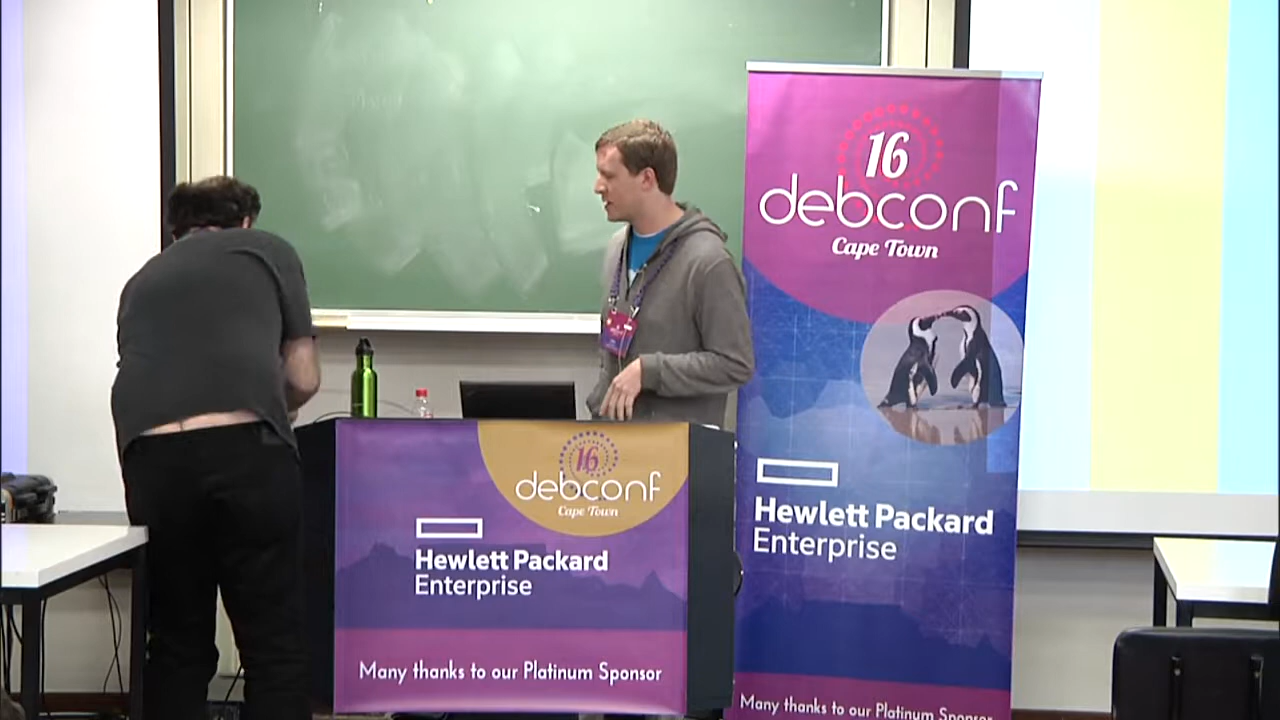 16
debconf
Cape Town
Hewlett Packard
Enterprise
Many thanks to our Platinum Sponsor
16
debconf
Cape Town
Hewlett Packard
Enterprise
Many thanks to our Platinum Sponsor